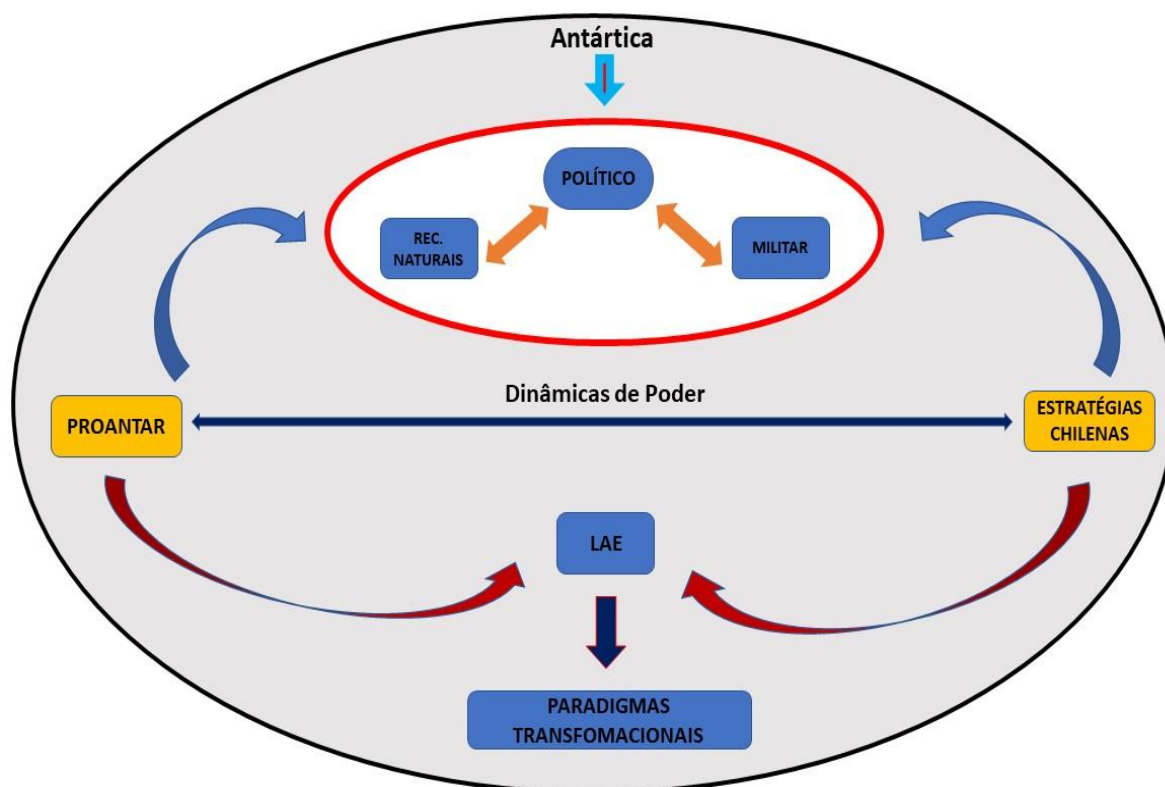 Antártica
POLÍTICO
REC.
NATURAIS
MILITAR
Dinâmicas de Poder
PROANTAR
ESTRATÉGIAS
CHILENAS
LAE
PARADIGMAS
TRANSFOMACIONAIS